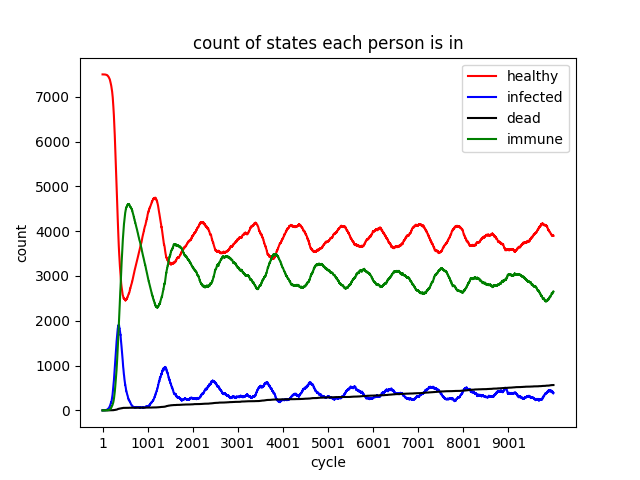 count of states each person is in
healthy
infected
dead
immune
7000
6000
5000
4000
3000
2000
1000
0
count
1 1001 2001 3001 4001 5001 6001 7001 8001 9001
cycle